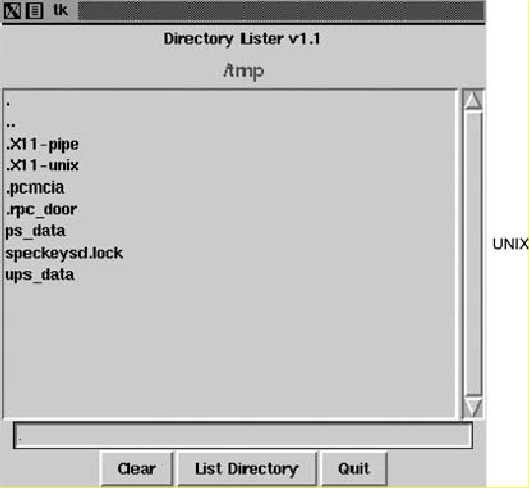 tk
Directory Lister v1.1
/tmp
.
..
.X11-pipe
.X11-unix
.pcmcia
.rpc_door
ps_data
speckeysd.lock
ups_data
UNIX
.
Clear
List Directory
Quit